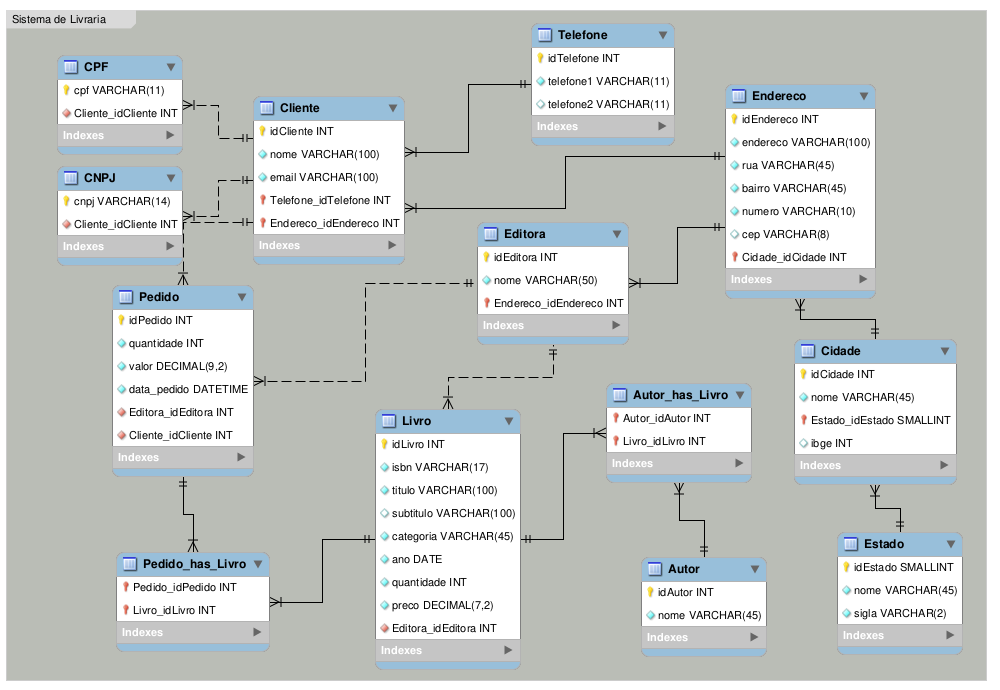 Sistema de Livraria
CPF
cpf VARCHAR(11)
Cliente_idCliente INT
Indexes
CNPJ
cnpj VARCHAR(14)
Cliente_idCliente INT
Indexes
Cliente
idCliente INT
nome VARCHAR(100)
email VARCHAR(100)
Telefone_idTelefone INT
Endereco_idEndereco INT
Indexes
Telefone
idTelefone INT
telefone1 VARCHAR(11)
telefone2 VARCHAR(11)
Indexes
Endereco
idEndereco INT
endereco VARCHAR(100)
rua VARCHAR(45)
bairro VARCHAR(45)
numero VARCHAR(10)
cep VARCHAR(8)
Cidade_idCidade INT
Indexes
Editora
idEditora INT
nome VARCHAR(50)
Endereco_idEndereco INT
Indexes
Pedido
idPedido INT
quantidade INT
valor DECIMAL(9,2)
data_pedido DATETIME
Editora_idEditora INT
Cliente_idCliente INT
Indexes
Cidade
idCidade INT
nome VARCHAR(45)
Estado_idEstado SMALLINT
ibge INT
Indexes
Autor_has_Livro
Autor_idAutor INT
Livro_idLivro INT
Indexes
Livro
idLivro INT
isbn VARCHAR(17)
titulo VARCHAR(100)
subtitulo VARCHAR(100)
categoria VARCHAR(45)
ano DATE
quantidade INT
preco DECIMAL(7,2)
Editora_idEditora INT
Indexes
Pedido_has_Livro
Pedido_idPedido INT
Livro_idLivro INT
Indexes
Autor
idAutor INT
nome VARCHAR(45)
Indexes
Estado
idEstado SMALLINT
nome VARCHAR(45)
sigla VARCHAR(2)
Indexes